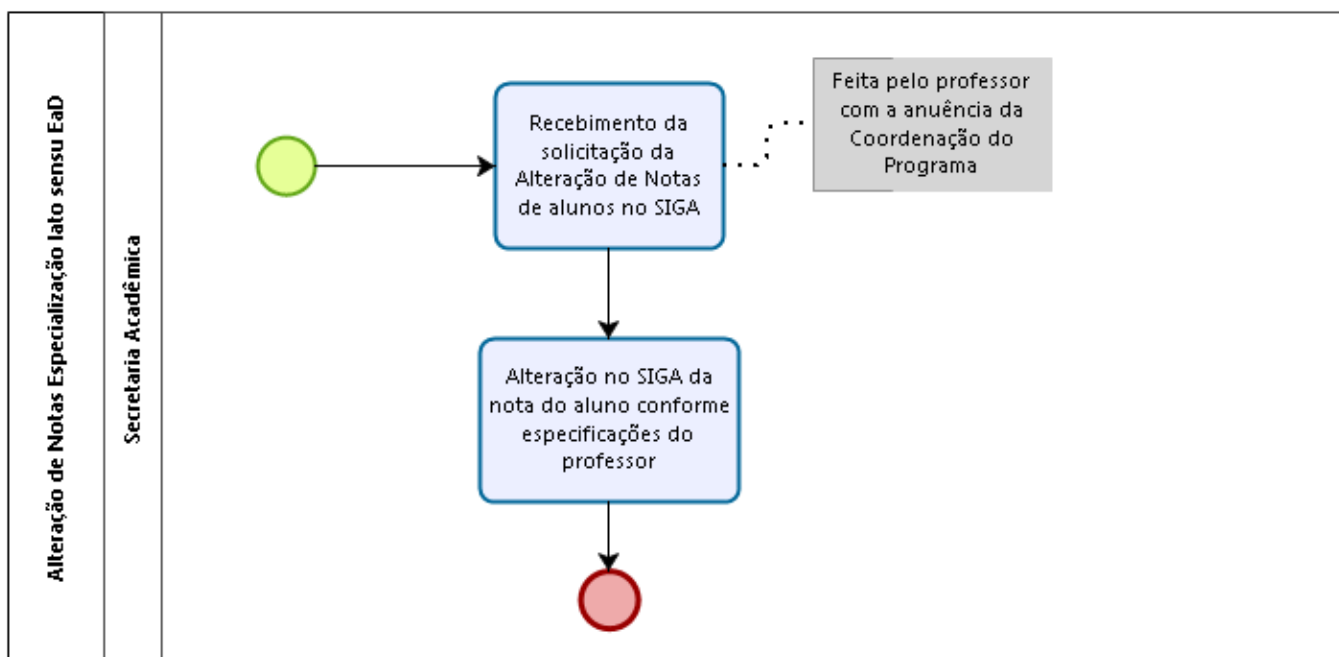 Alteração de Notas Especialização lato sensu EaD
Secretaria Acadêmica
Recebimento da
solicitação da
Alteração de Notas
de alunos no SIGA
Feita pelo professor
com a anuência da
Coordenação do
Programa
Alteração no SIGA da
nota do aluno conforme
especificações do
professor